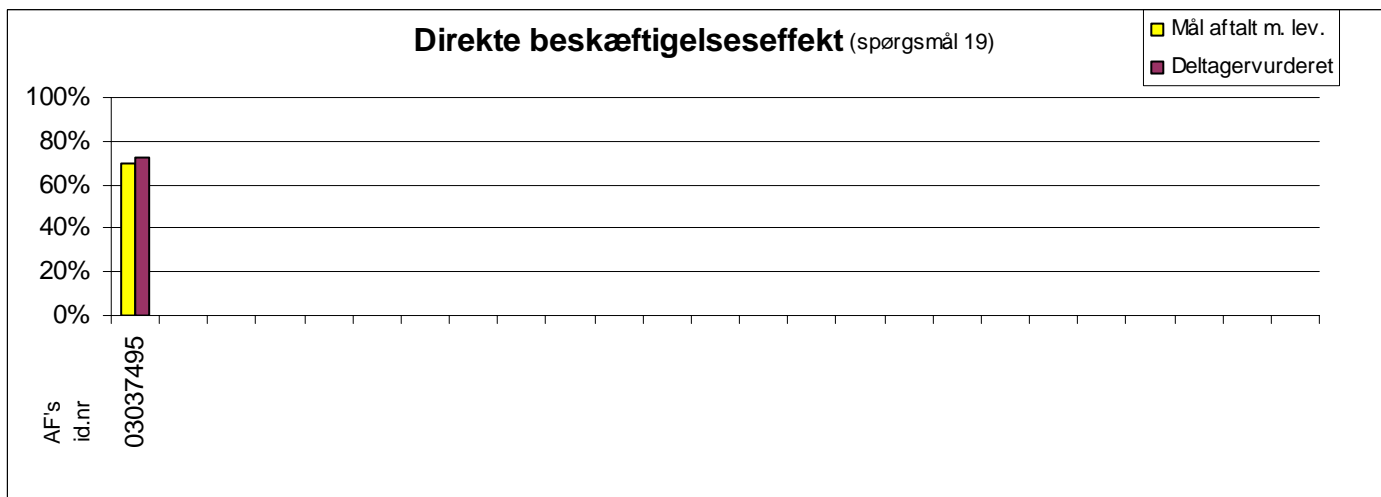 Direkte beskæftigelseseffekt (spørgsmål 19)
Mål aftalt m. lev.
Deltagervurderet
100%
80%
60%
40%
20%
0%
03037495
AF's
id.nr